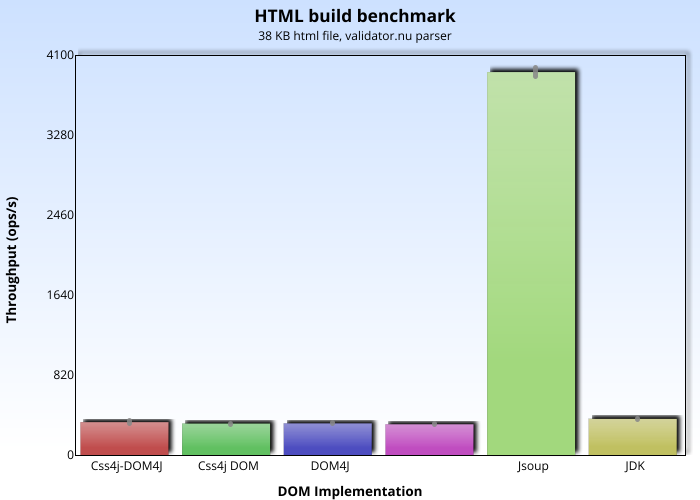 HTML build benchmark
38 KB html file, validator.nu parser
4100
3280
2460
1640
820
0
Throughput (ops/s)
Css4j-DOM4J Css4j DOM DOM4J Jsoup JDK
DOM Implementation